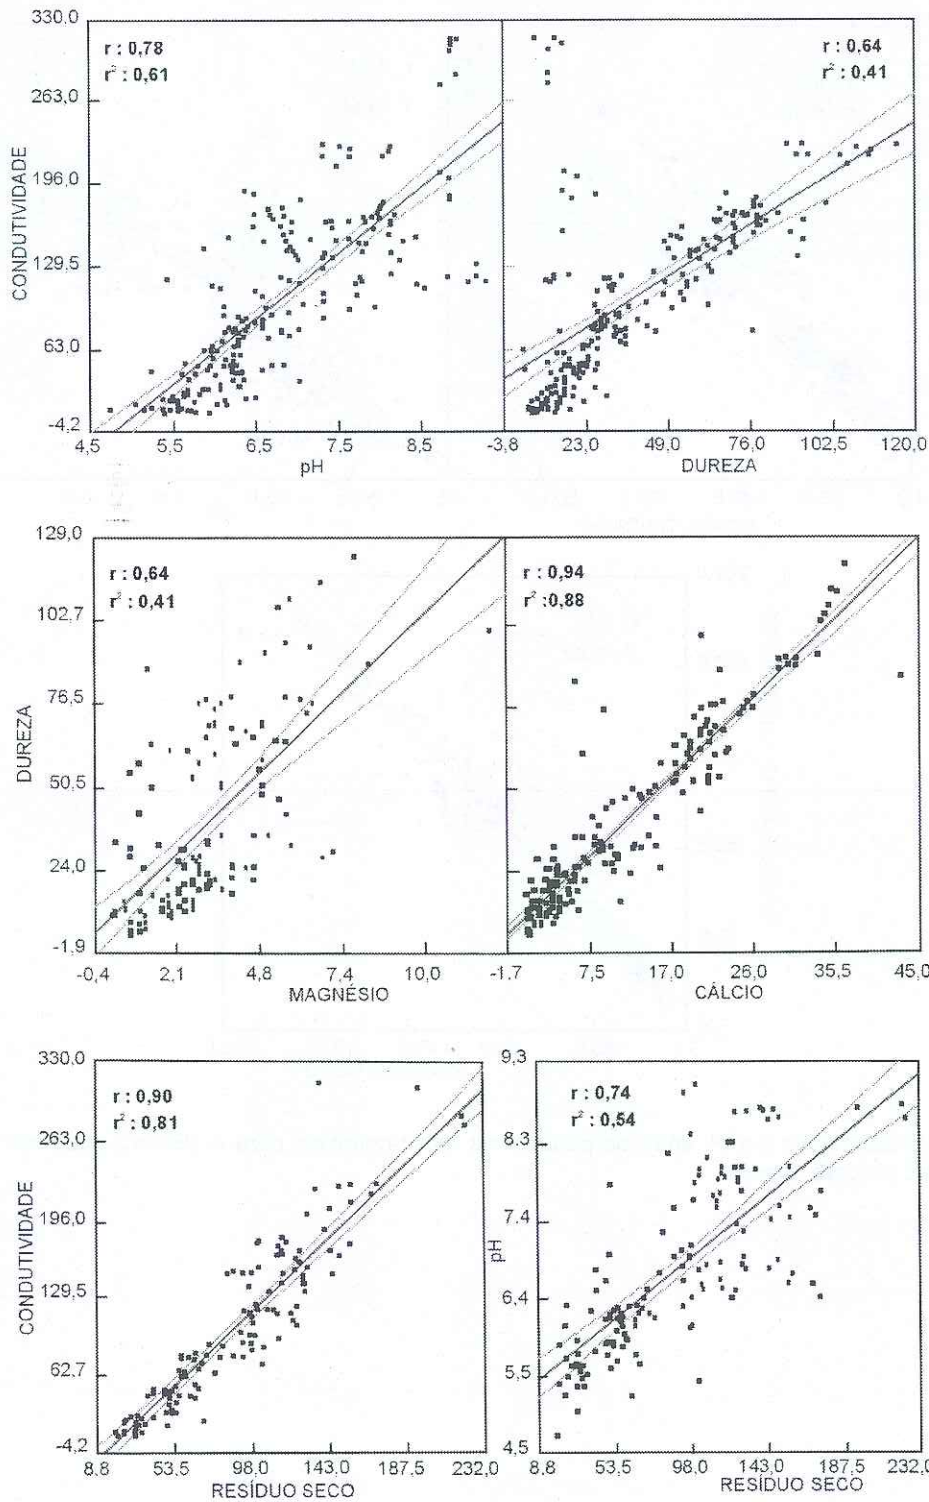 330,0
263,0
196,0
129,5
63,0
-4,2
CONDUTIVIDADE
r : 0,78
r² : 0,61
4,5 5,5 6,5 7,5 8,5
pH
r : 0,64
r² : 0,41
-3,8 23,0 49,0 76,0 102,5 120,0
DUREZA
129,0
102,7
76,5
50,5
24,0
-1,9
DUREZA
r : 0,64
r² : 0,41
-0,4 2,1 4,8 7,4 10,0
MAGNÉSIO
r : 0,94
r² :0,88
-1.7 7,5 17,0 26,0 35,5 45,0
CÁLCIO
330,0
263,0
196,0
129,5
62,7
-4,2
CONDUTIVIDADE
r : 0,90
r² : 0,81
8.8 53,5 98,0 143,0 187,5 232,0
RESÍDUO SECO
9,3
8,3
7,4
6,4
5,5
4,5
pH
r : 0,74
r² : 0,54
8.8 53,5 98,0 143,0 187,5 232,0
RESÍDUO SECO